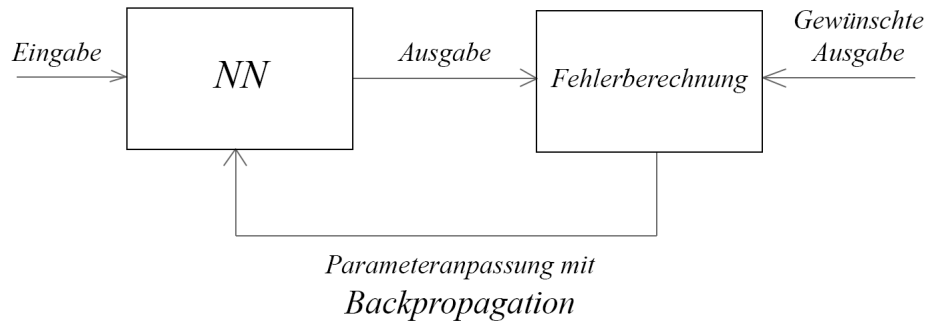 Eingabe
NN
Ausgabe
Fehlerberechnung
Gewünschte
Ausgabe
Parameteranpassung mit
Backpropagation